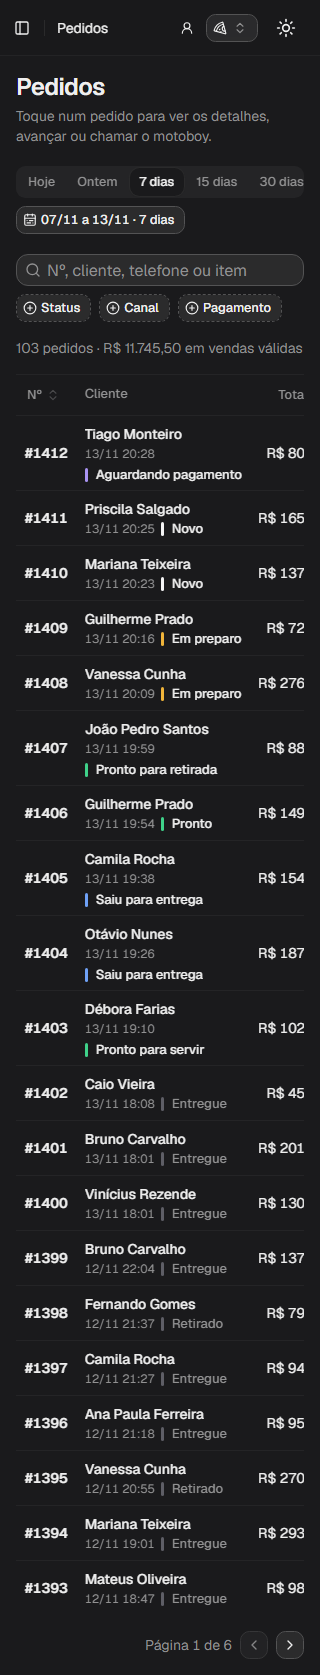 Pedidos
Pedidos
Toque num pedido para ver os detalhes,
avançar ou chamar o motoboy.
Hoje Ontem 7 dias 15 dias 30 dias
07/11 a 13/11 · 7 dias
Nº, cliente, telefone ou item
Status Canal Pagamento
103 pedidos · R$ 11.745,50 em vendas válidas
Nº Cliente Tota
Tiago Monteiro
#1412 13/11 20:28 R$ 80
Aguardando pagamento
Priscila Salgado
#1411 13/11 20:25 Novo R$ 165
Mariana Teixeira
#1410 13/11 20:23 Novo R$ 137
Guilherme Prado
#1409 13/11 20:16 Em preparo R$ 72
Vanessa Cunha
#1408 13/11 20:09 Em preparo R$ 276
João Pedro Santos
#1407 13/11 19:59 R$ 88
Pronto para retirada
Guilherme Prado
#1406 13/11 19:54 Pronto R$ 149
Camila Rocha
#1405 13/11 19:38 R$ 154
Saiu para entrega
Otávio Nunes
#1404 13/11 19:26 R$ 187
Saiu para entrega
Débora Farias
#1403 13/11 19:10 R$ 102
Pronto para servir
Caio Vieira
#1402 13/11 18:08 Entregue R$ 45
Bruno Carvalho
#1401 13/11 18:01 Entregue R$ 201
Vinícius Rezende
#1400 13/11 18:01 Entregue R$ 130
Bruno Carvalho
#1399 12/11 22:04 Entregue R$ 137
Fernando Gomes
#1398 12/11 21:37 Retirado R$ 79
Camila Rocha
#1397 12/11 21:27 Entregue R$ 94
Ana Paula Ferreira
#1396 12/11 21:18 Entregue R$ 95
Vanessa Cunha
#1395 12/11 20:55 Retirado R$ 270
Mariana Teixeira
#1394 12/11 19:01 Entregue R$ 293
Mateus Oliveira
#1393 12/11 18:47 Entregue R$ 98
Página 1 de 6